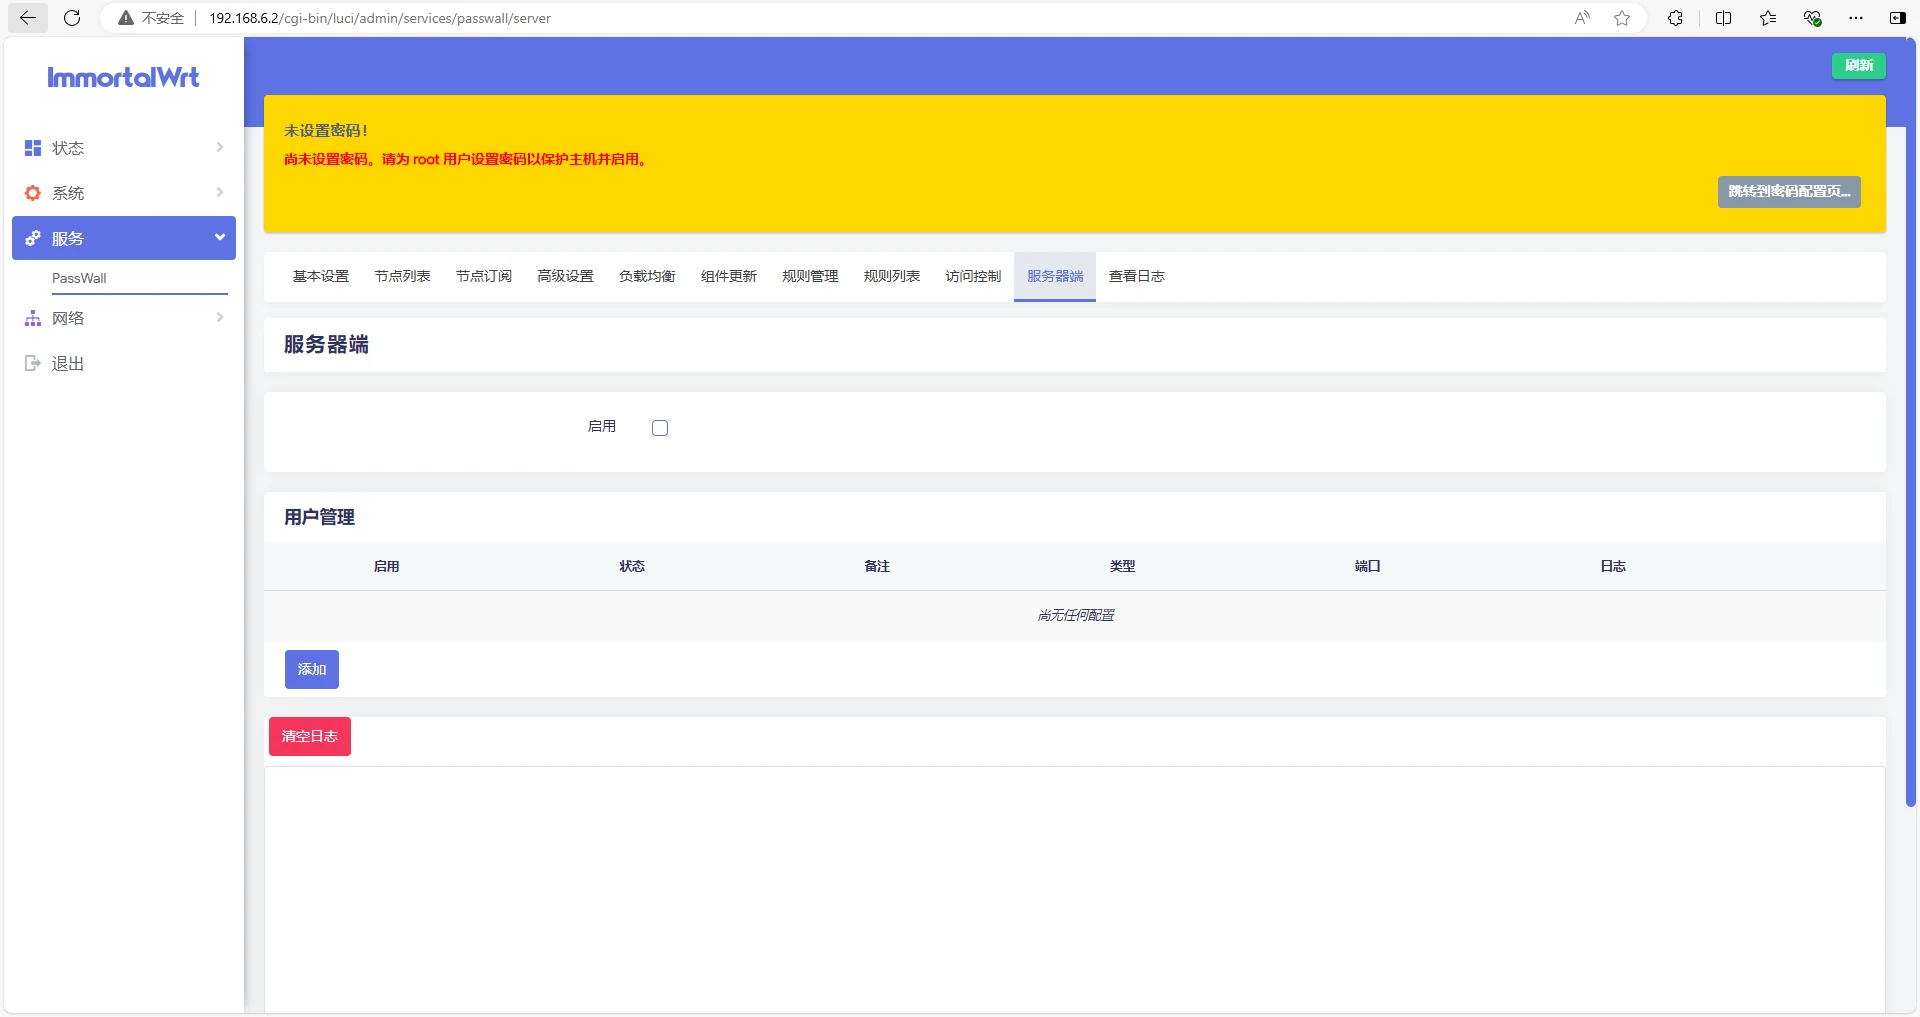 不安全
192.168.6.2/cgi-bin/luci/admin/services/passwall/server
ImmortalWrt
刷新
状态
系统
服务
PassWall
网络
退出
未设置密码!
尚未设置密码。请为 root 用户设置密码以保护主机并启用。
跳转到密码配置页...
基本设置 节点列表 节点订阅 高级设置 负载均衡 组件更新 规则管理 规则列表 访问控制 服务器端 查看日志
服务器端
启用
用户管理
启用 状态 备注 类型 端口 日志
尚无任何配置
添加
清空日志